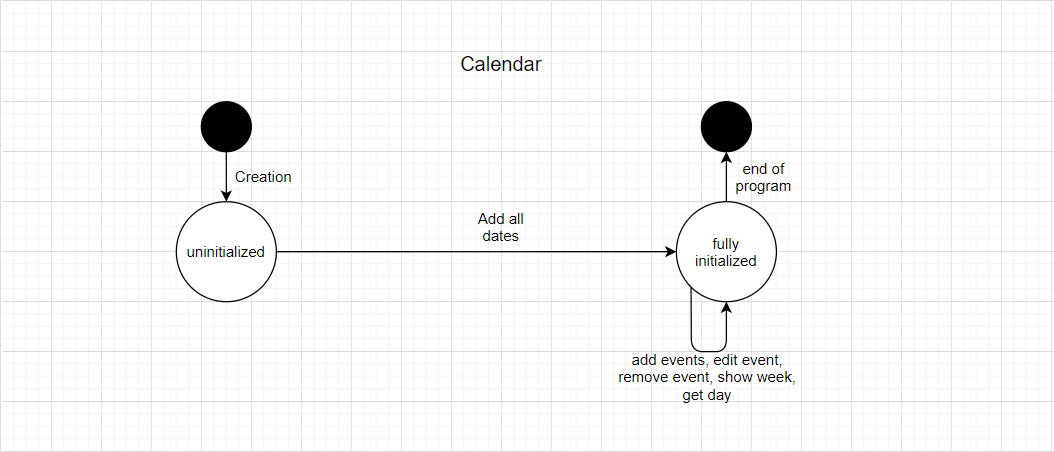 Calendar
Creation
end of
program
Add all
dates
uninitialized
fully
initialized
add events, edit event,
remove event, show week,
get day